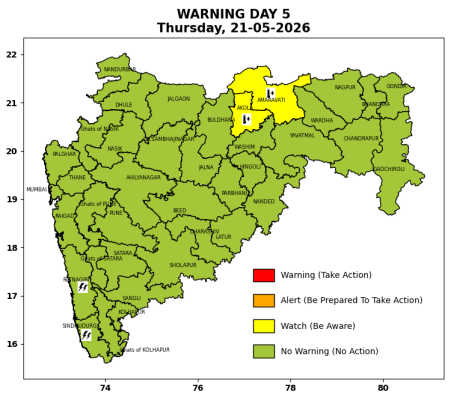 WARNING DAY 5
Thursday, 21-05-2026
22
21
20
19
18
17
16
74
76
78
80
NANDURBAR
DHULE
JALGAON
Ghats of NASIK
NASIK
PALGHAR
THANE
MUMBAI
AHILYANAGAR
Ghats of PUNE
PUNE
RAIGAD
BEED
JALNA
PARBHANI
HINGOLI
NANDED
WASHIM
BULDHANA
AKOLA
AMARAVATI
YAVATMAL
WARDHA
NAGPUR
BHANDARA
GONDIA
CHANDRAPUR
GADCHIROLI
DHARASHIV
LATUR
SHOLAPUR
SATARA
Ghats of SATARA
RATNAGIRI
SANGLI
KOLHAPUR
SINDHUDURG
Ghats of KOLHAPUR
Warning (Take Action)
Alert (Be Prepared To Take Action)
Watch (Be Aware)
No Warning (No Action)